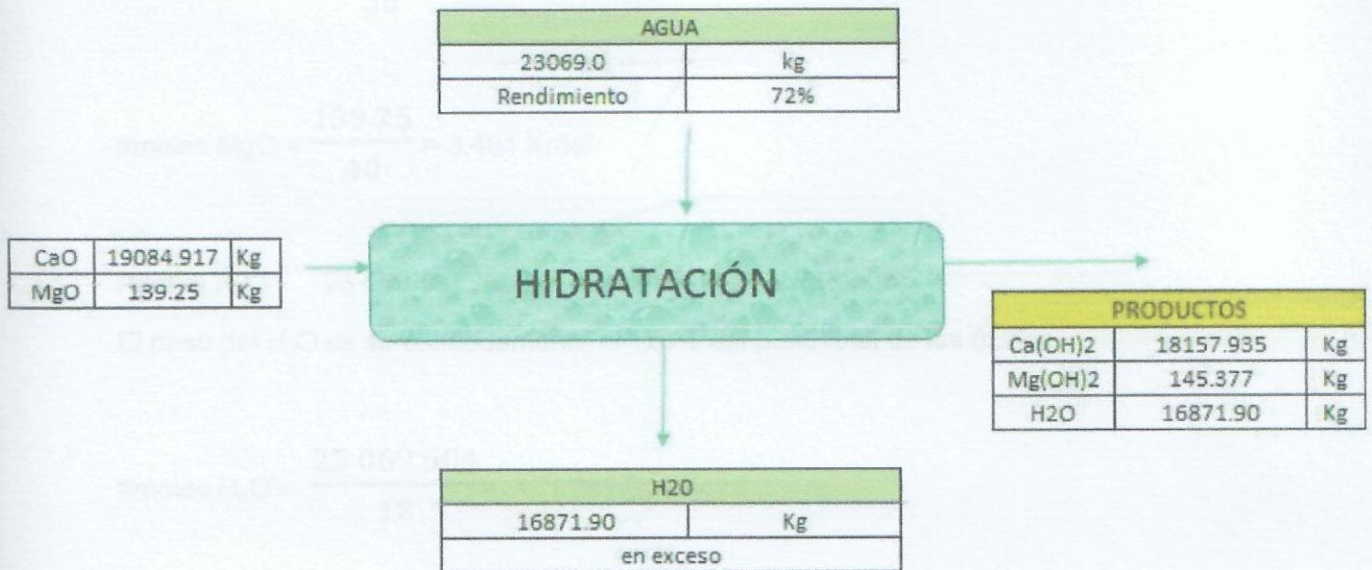 AGUA
23069.0 kg
Rendimiento 72%
CaO 19084.917 Kg
MgO 139.25 Kg
HIDRATACIÓN
PRODUCTOS
Ca(OH)2 18157.935 Kg
Mg(OH)2 145.377 Kg
H2O 16871.90 Kg
H20
16871.90 Kg
en exceso